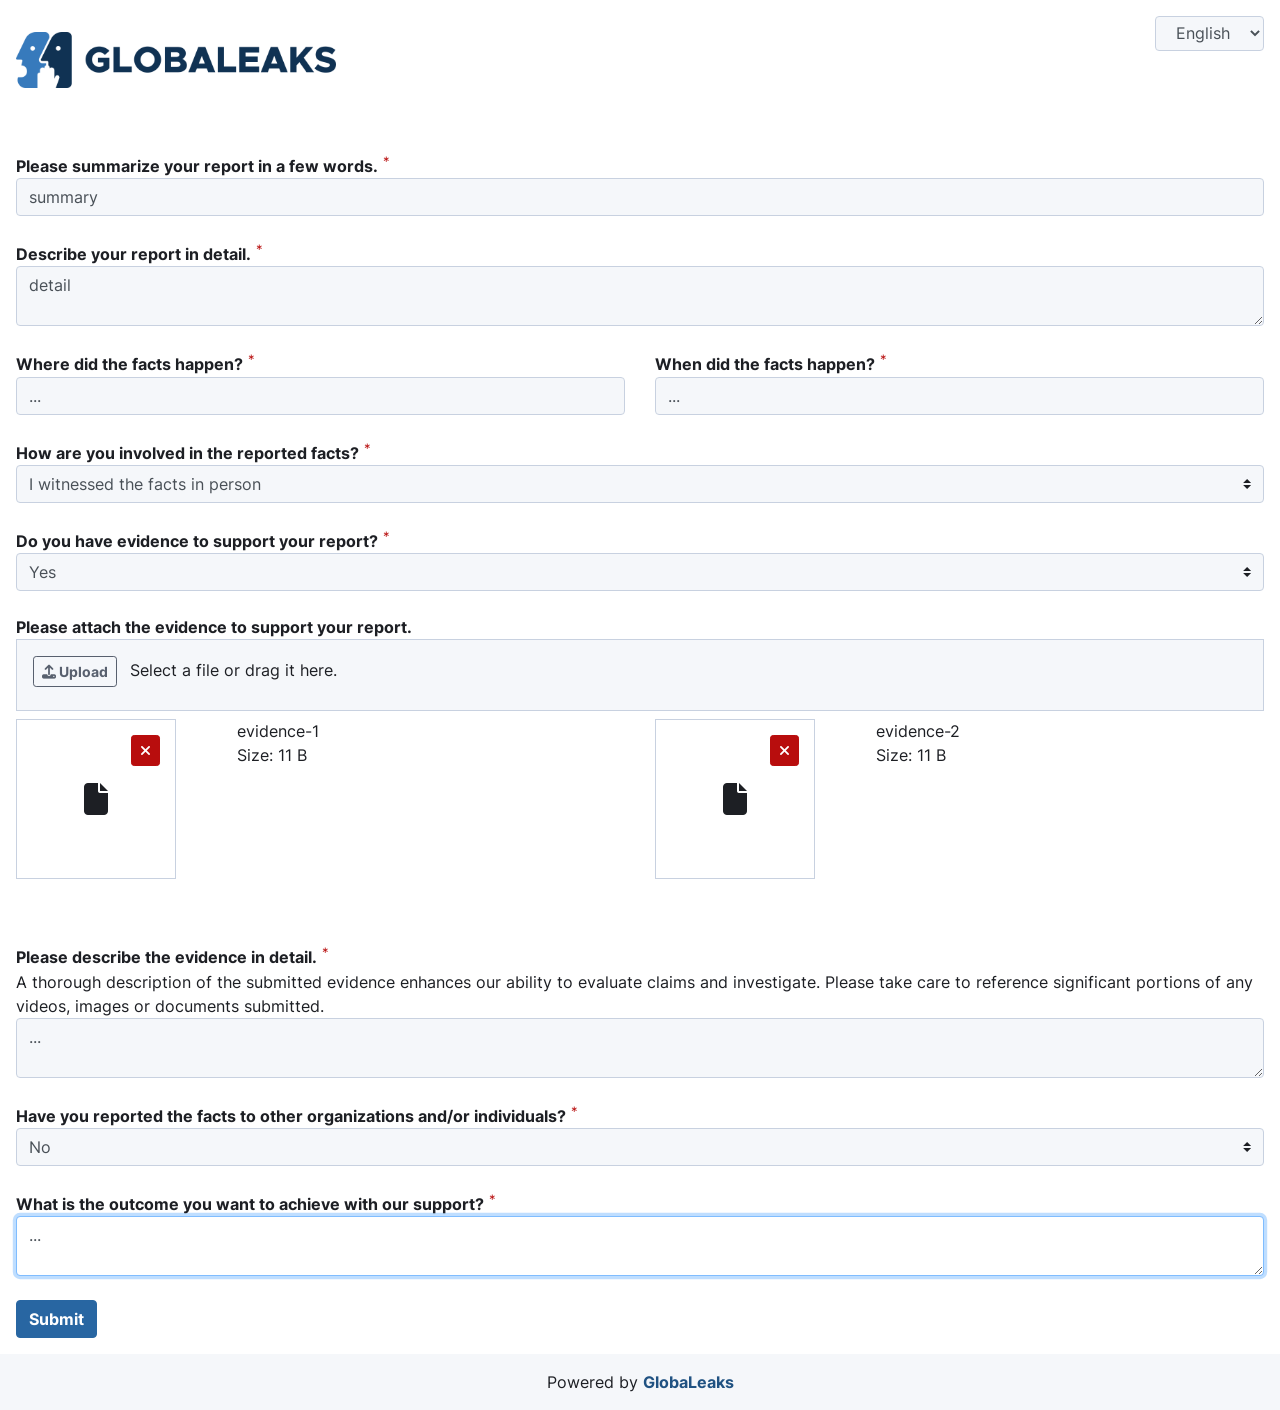 GLOBALEAKS
English
Please summarize your report in a few words. *
summary
Describe your report in detail. *
detail
Where did the facts happen? *
...
When did the facts happen? *
...
How are you involved in the reported facts? *
I witnessed the facts in person
Do you have evidence to support your report? *
Yes
Please attach the evidence to support your report.
Upload Select a file or drag it here.
evidence-1
Size: 11 B
evidence-2
Size: 11 B
Please describe the evidence in detail. *
A thorough description of the submitted evidence enhances our ability to evaluate claims and investigate. Please take care to reference significant portions of any
videos, images or documents submitted.
...
Have you reported the facts to other organizations and/or individuals? *
No
What is the outcome you want to achieve with our support? *
...
Submit
Powered by GlobaLeaks